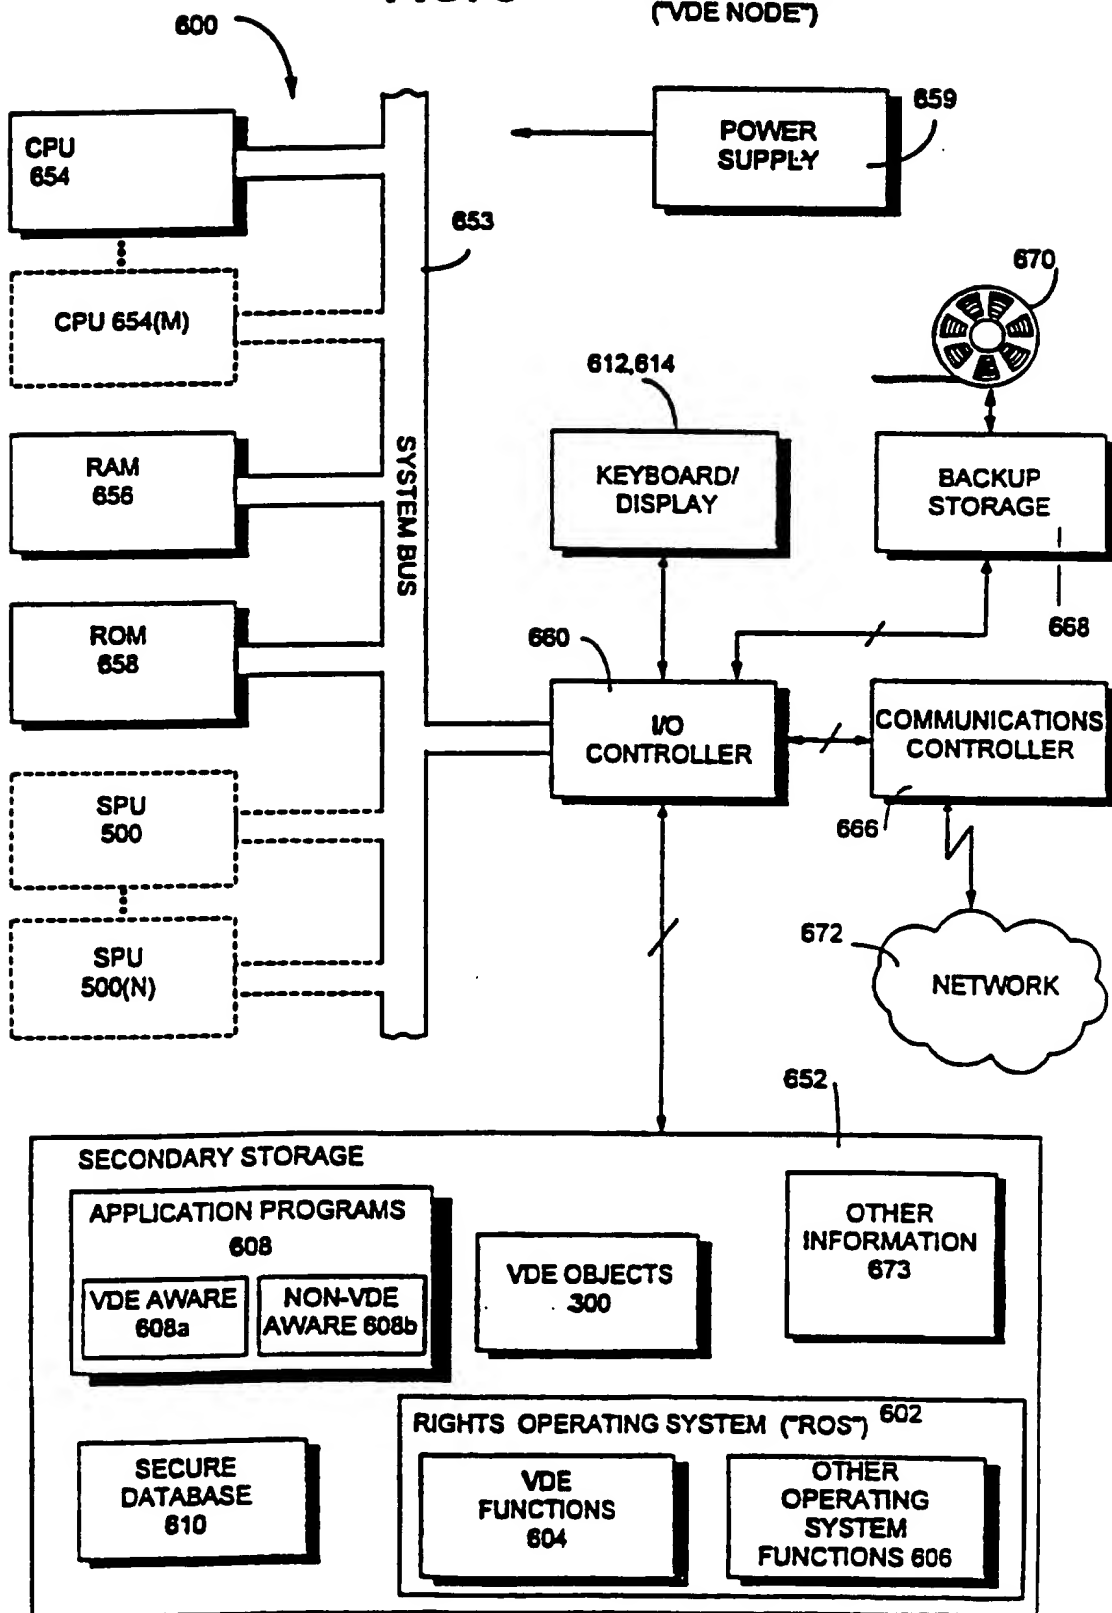 ("VDE NODE")
600
CPU
654
POWER
SUPPLY
659
653
CPU 654(M)
670
612,614
RAM
656
SYSTEM BUS
KEYBOARD/
DISPLAY
BACKUP
STORAGE
668
ROM
658
660
I/O
CONTROLLER
COMMUNICATIONS
CONTROLLER
666
SPU
500
SPU
500(N)
672
NETWORK
652
SECONDARY STORAGE
APPLICATION PROGRAMS
608
VDE AWARE
608a
NON-VDE
AWARE 608b
VDE OBJECTS
300
OTHER
INFORMATION
673
SECURE
DATABASE
610
RIGHTS OPERATING SYSTEM ("ROS") 602
VDE
FUNCTIONS
604
OTHER
OPERATING
SYSTEM
FUNCTIONS 606